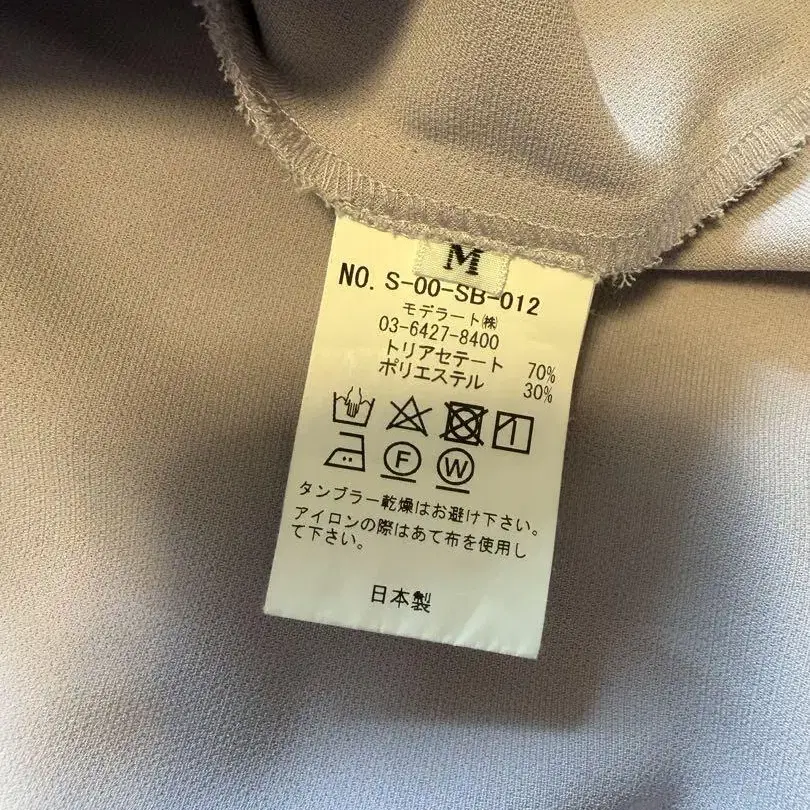 M
NO. S-00-SB-012
モデラート㈱
03-6427-8400
トリアセテート 70%
ポリエステル 30%
F W
タンブラー乾燥はお避け下さい。
アイロンの際はあて布を使用し
て下さい。
日本製